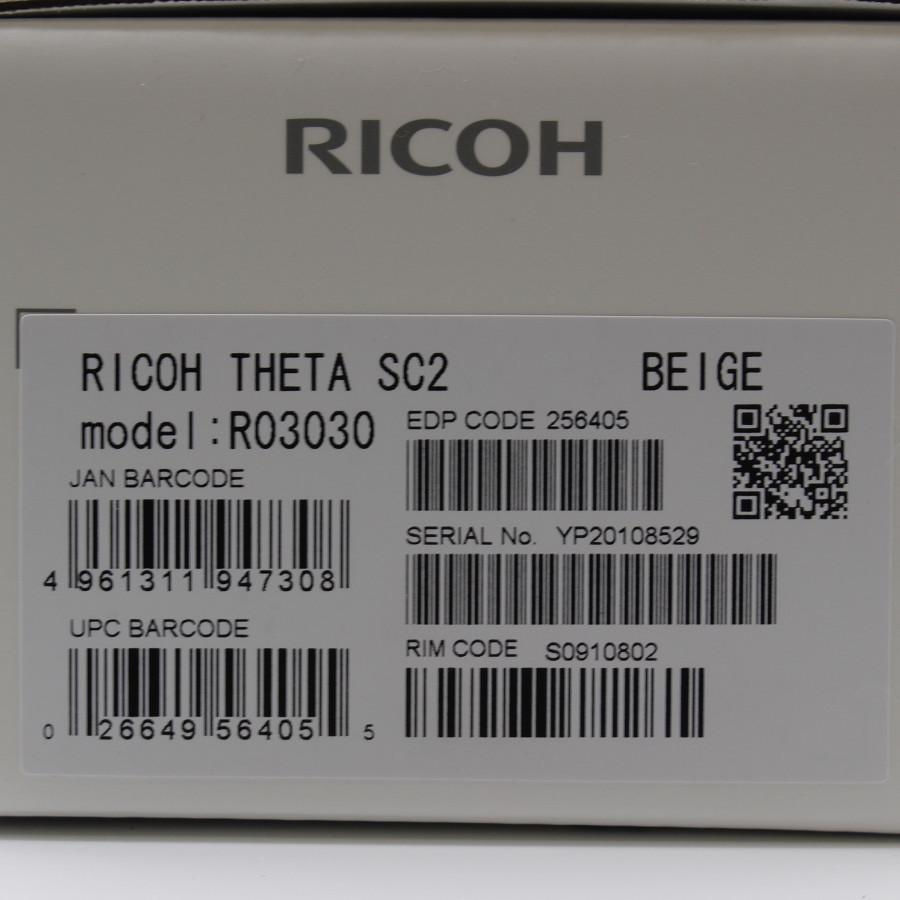 RICOH
RICOH THETA SC2 BEIGE
model:R03030
EDP CODE 256405
JAN BARCODE
4 961311 947308
SERIAL No. YP20108529
UPC BARCODE
0 26649 56405 5
RIM CODE S0910802